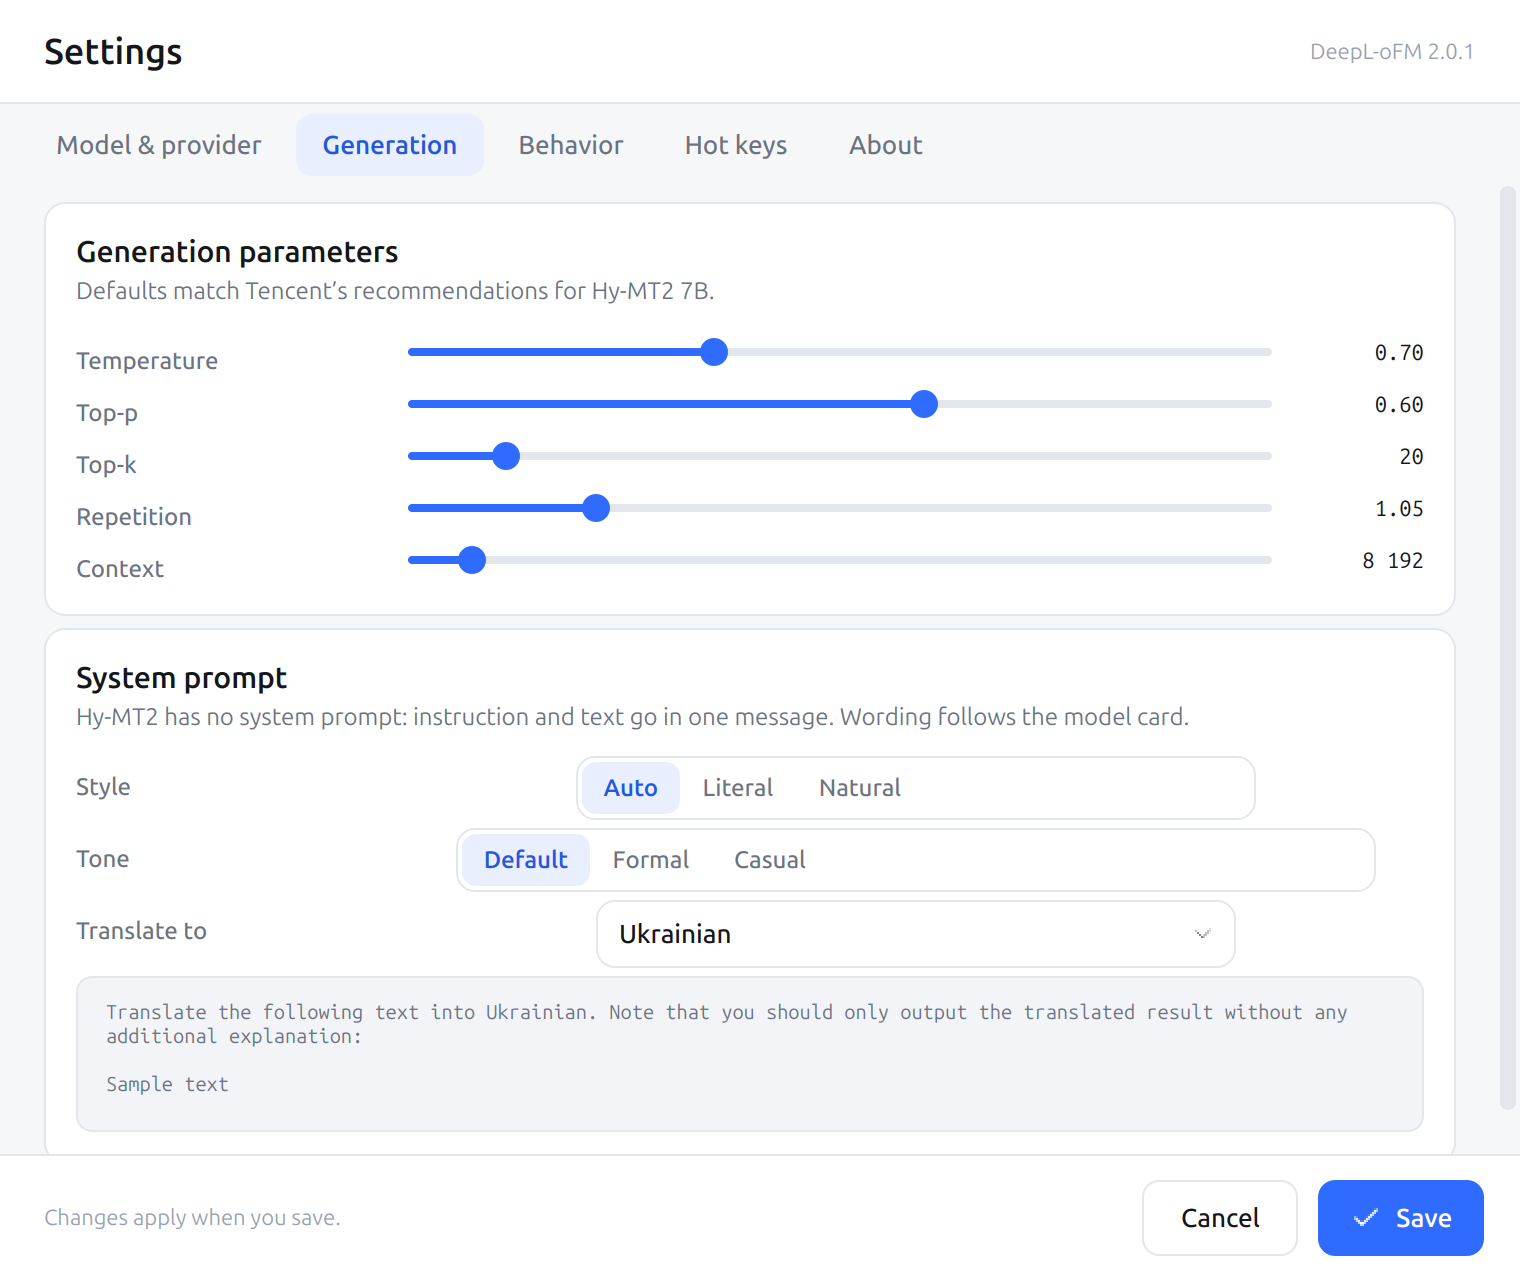 Settings
DeepL-oFM 2.0.1
Model & provider
Generation
Behavior
Hot keys
About
Generation parameters
Defaults match Tencent’s recommendations for Hy-MT2 7B.
Temperature
0.70
Top-p
0.60
Top-k
20
Repetition
1.05
Context
8 192
System prompt
Hy-MT2 has no system prompt: instruction and text go in one message. Wording follows the model card.
Style
Auto
Literal
Natural
Tone
Default
Formal
Casual
Translate to
Ukrainian
Translate the following text into Ukrainian. Note that you should only output the translated result without any
additional explanation:
Sample text
Changes apply when you save.
Cancel
Save